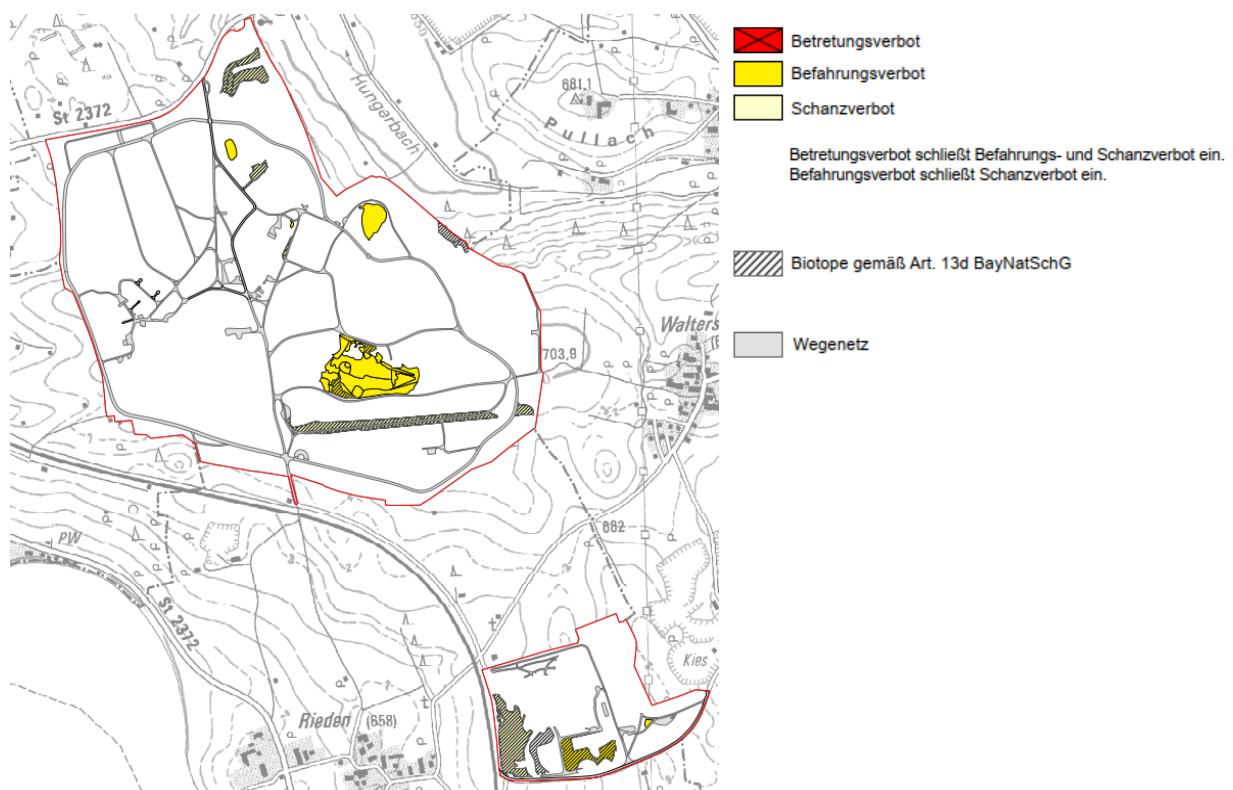 St 2372
Hungerbach
681,1
Pullach
Walters
703,9
682
PW
St 2372
Kies
Rieden (658)
Betretungsverbot
Befahrungsverbot
Schanzverbot
Betretungsverbot schließt Befahrungs- und Schanzverbot ein.
Befahrungsverbot schließt Schanzverbot ein.
Biotope gemäß Art. 13d BayNatSchG
Wegenetz